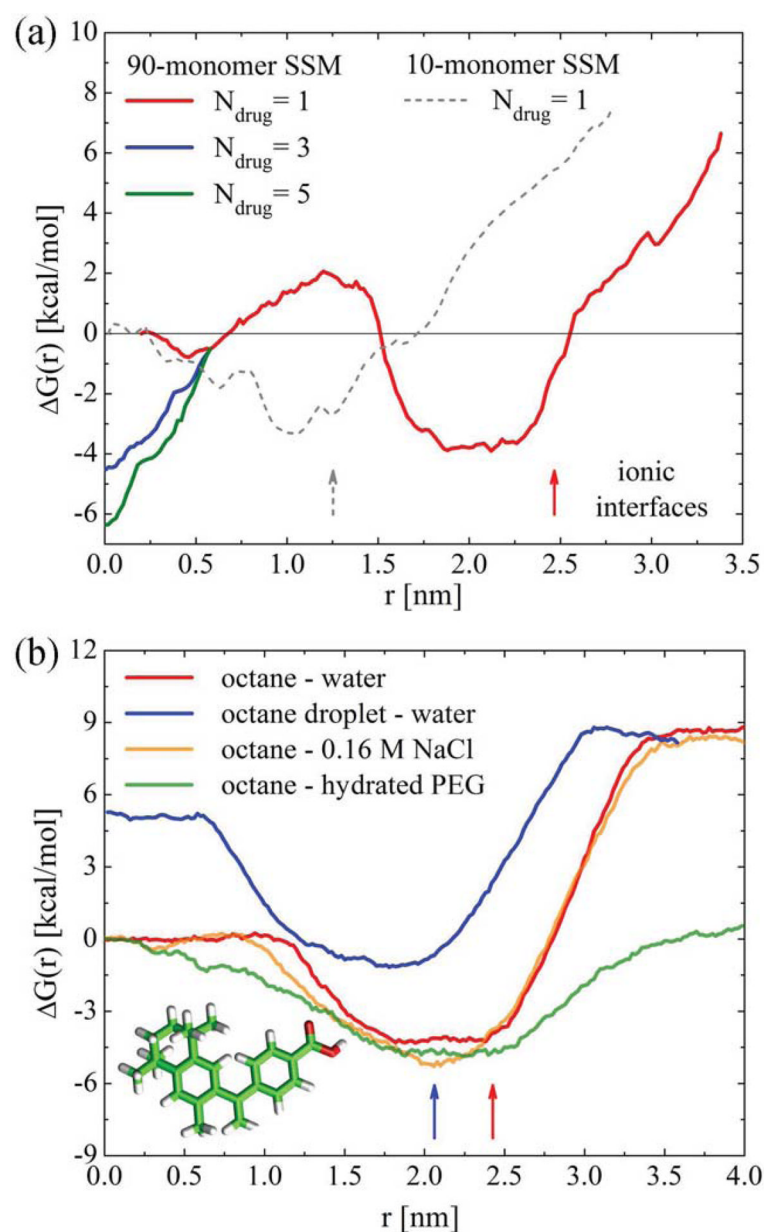 (a)
90-monomer SSM
N_drug = 1
N_drug = 3
N_drug = 5
10-monomer SSM
N_drug = 1
ionic
interfaces
ΔG(r) [kcal/mol]
10
8
6
4
2
0
-2
-4
-6
0.0 0.5 1.0 1.5 2.0 2.5 3.0 3.5
r [nm]
(b)
octane - water
octane droplet - water
octane - 0.16 M NaCl
octane - hydrated PEG
ΔG(r) [kcal/mol]
12
9
6
3
0
-3
-6
-9
0.0 0.5 1.0 1.5 2.0 2.5 3.0 3.5 4.0
r [nm]